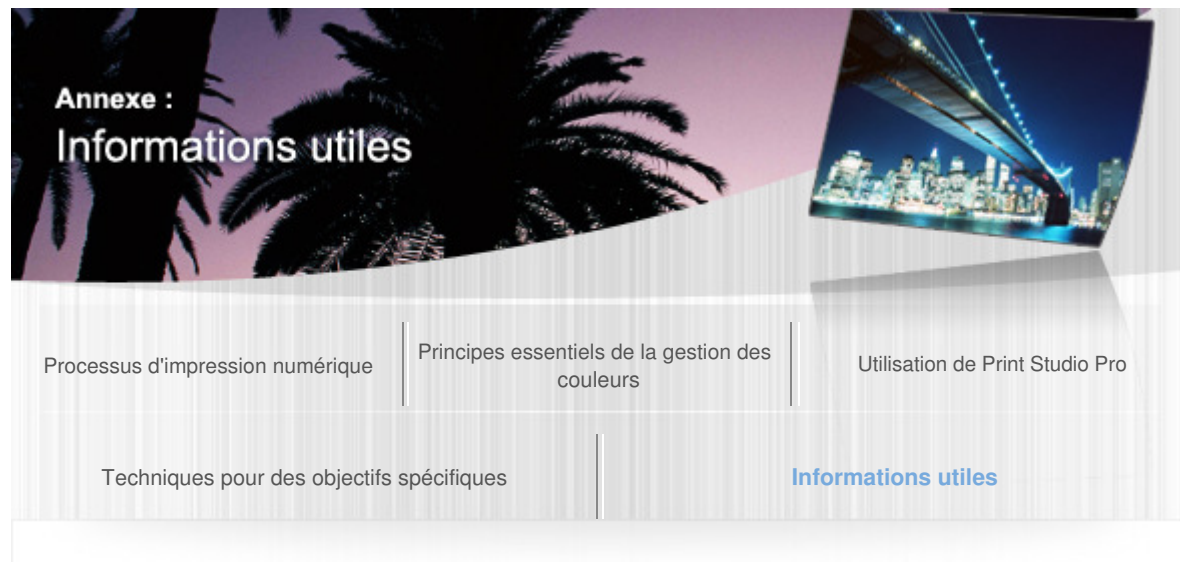 Annexe :
Informations utiles
Processus d'impression numérique
Principes essentiels de la gestion des
couleurs
Utilisation de Print Studio Pro
Techniques pour des objectifs spécifiques
Informations utiles